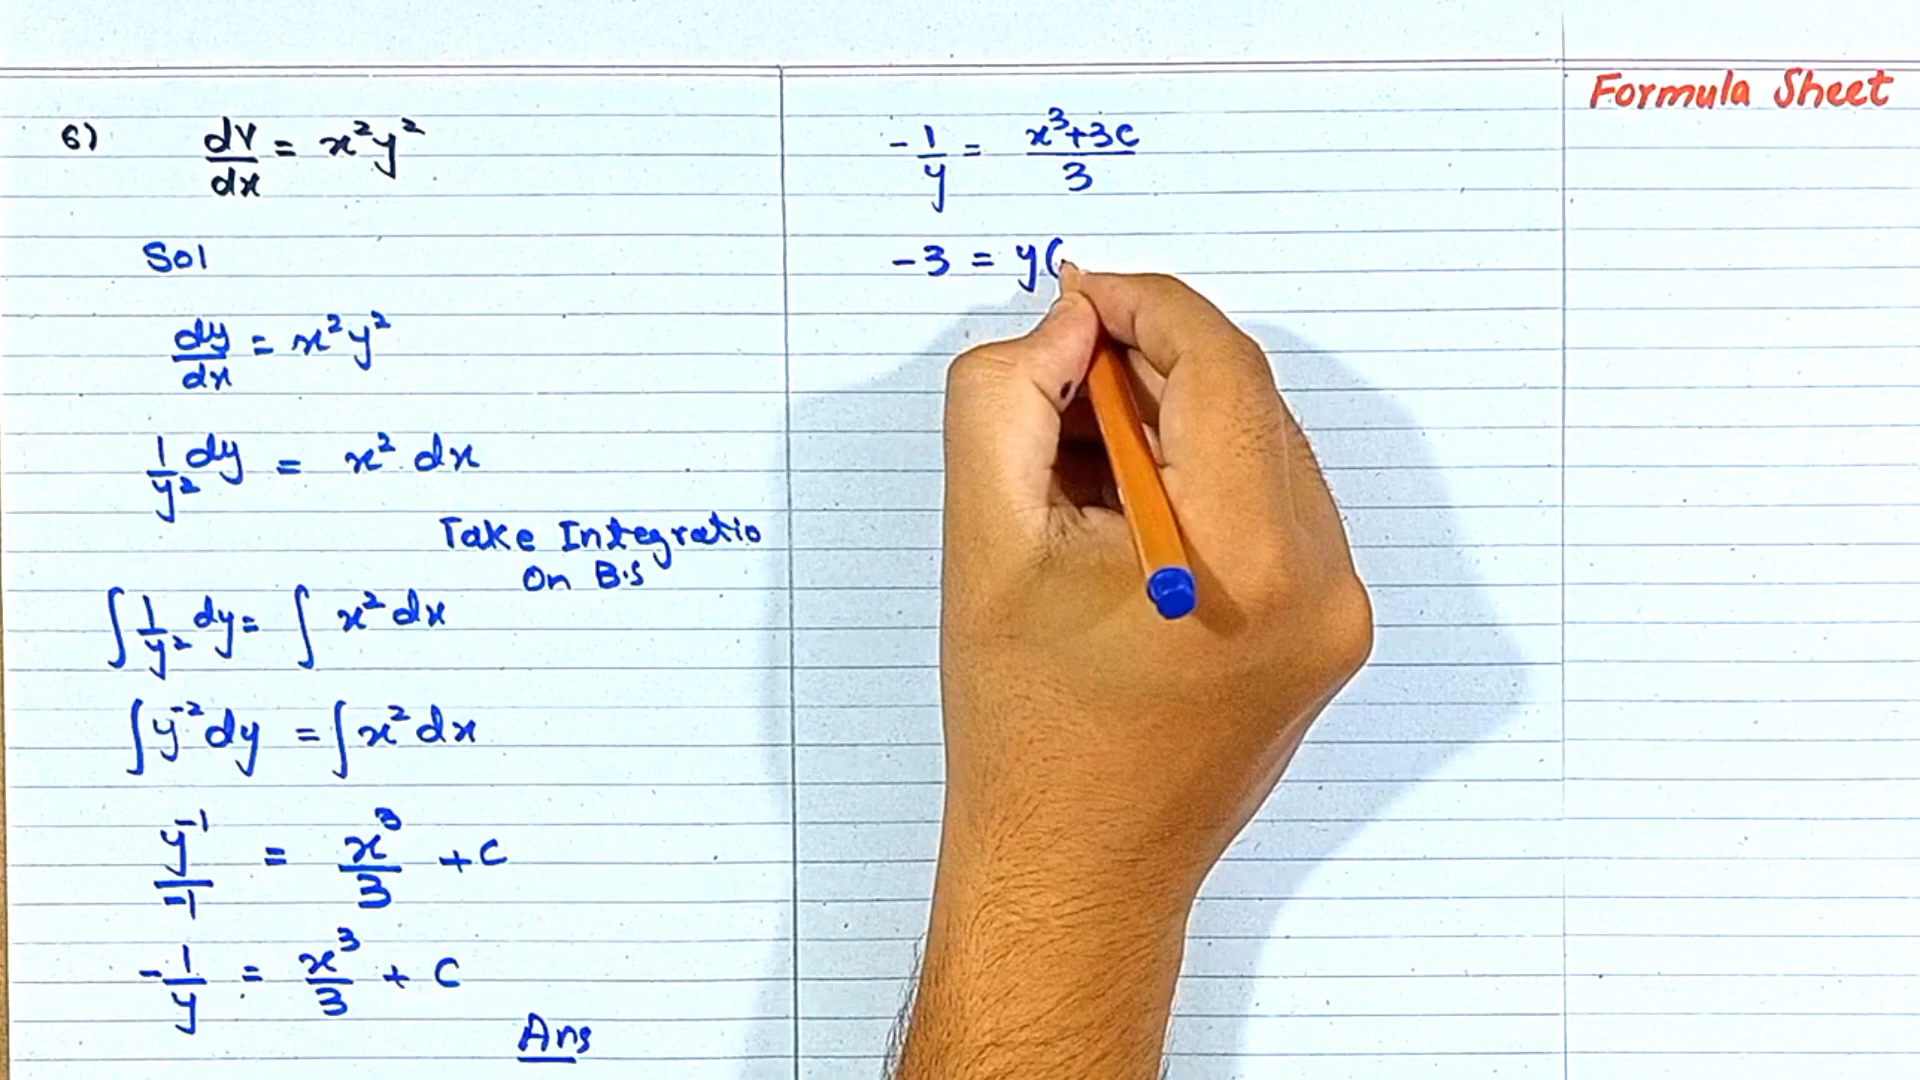 6) dy/dx = x²y²
Sol
dy/dx = x²y²
1/y² dy = x² dx
Take Integratio
On B.S
∫ 1/y² dy = ∫ x² dx
∫ y⁻² dy = ∫ x² dx
y⁻¹/-1 = x³/3 + c
-1/y = x³/3 + c
Ans
-1/y = x³+3c/3
-3 = y(
Formula Sheet